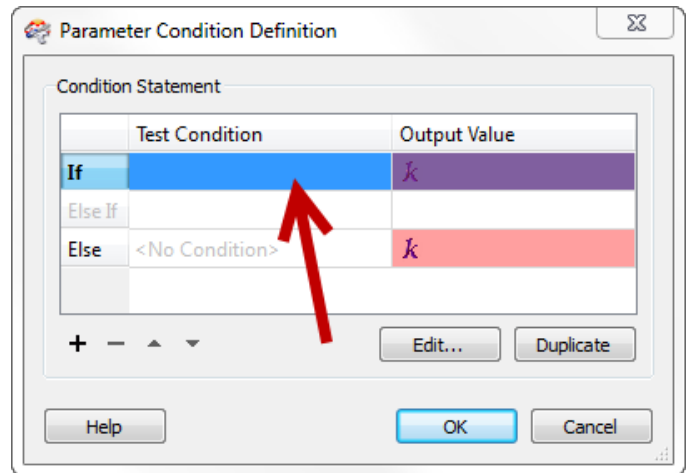 Parameter Condition Definition
Condition Statement
Test Condition Output Value
If k
Else If
Else <No Condition> k
Edit... Duplicate
Help OK Cancel